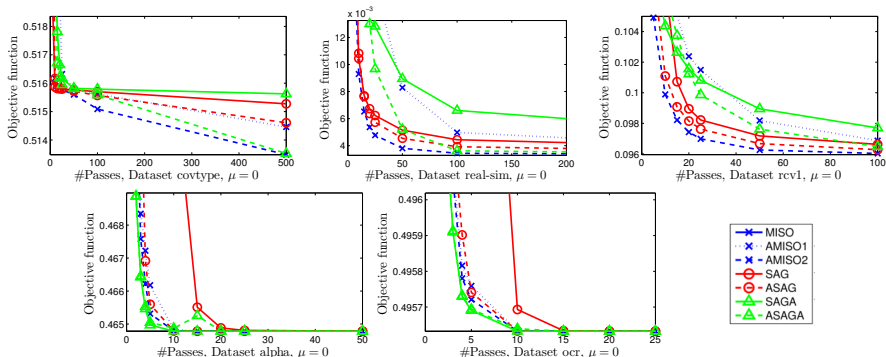 0.518
0.517
0.516
0.515
0.514
Objective function
0 100 200 300 400 500
#Passes, Dataset covtype, μ = 0
x 10⁻³
12
10
8
6
4
Objective function
0 50 100 150 200
#Passes, Dataset real-sim, μ = 0
0.104
0.102
0.1
0.098
0.096
Objective function
0 20 40 60 80 100
#Passes, Dataset rcv1, μ = 0
0.468
0.467
0.466
0.465
Objective function
0 10 20 30 40 50
#Passes, Dataset alpha, μ = 0
0.496
0.4959
0.4958
0.4957
Objective function
0 5 10 15 20 25
#Passes, Dataset ocr, μ = 0
MISO
AMISO1
AMISO2
SAG
ASAG
SAGA
ASAGA